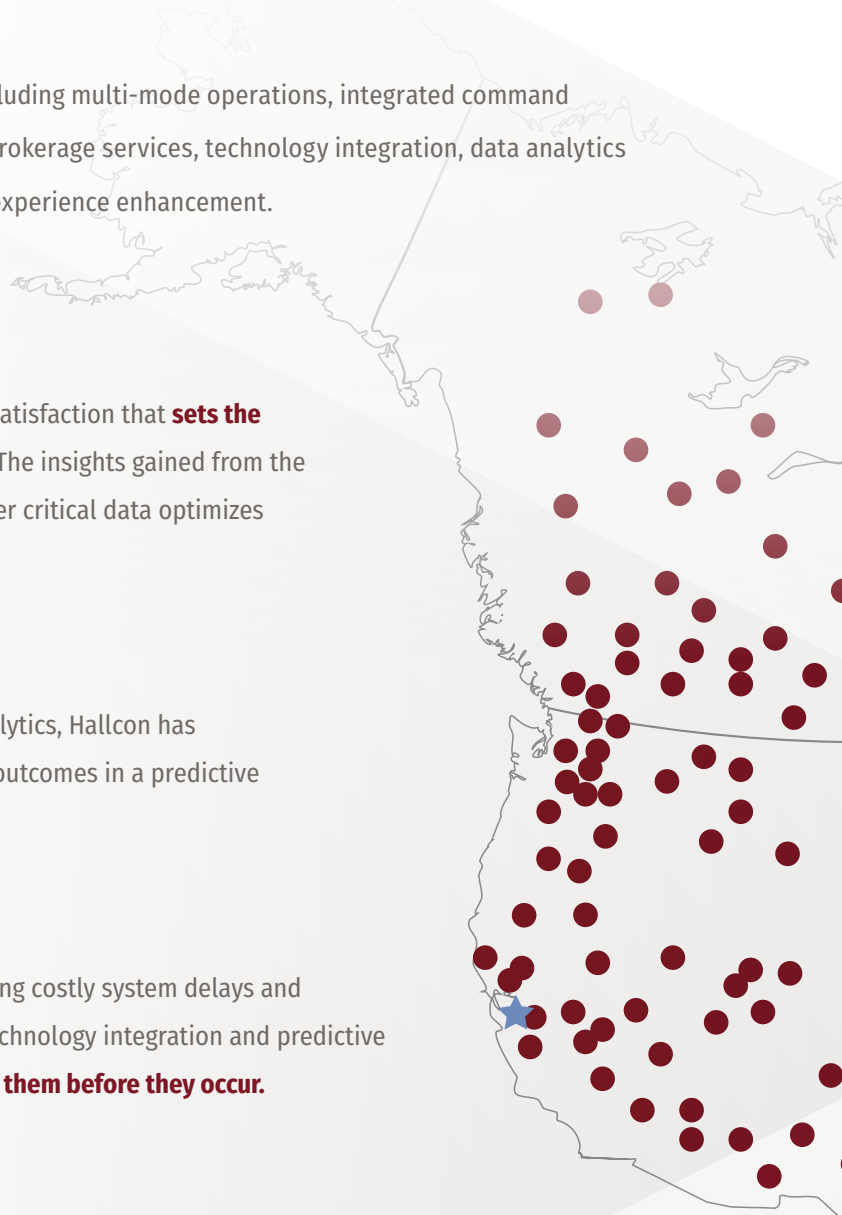 luding multi-mode operations, integrated command
rokerage services, technology integration, data analytics
experience enhancement.
atisfaction that sets the
The insights gained from the
er critical data optimizes
lytics, Hallcon has
outcomes in a predictive
ng costly system delays and
echnology integration and predictive
them before they occur.